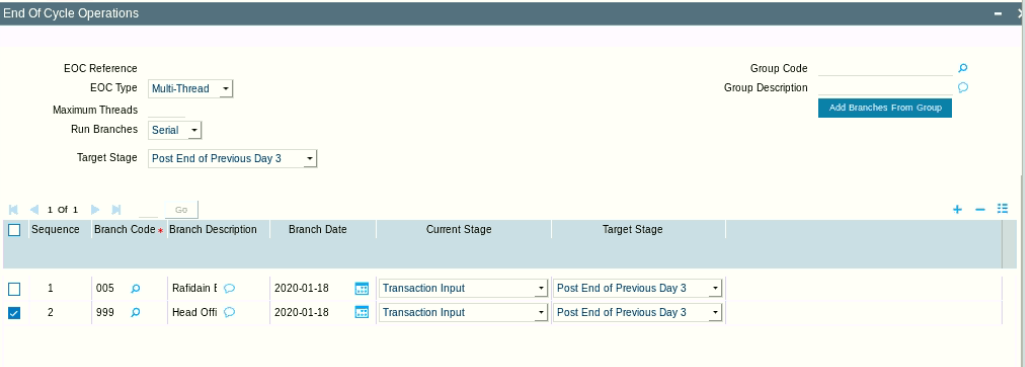 End Of Cycle Operations
EOC Reference
Group Code
EOC Type Multi-Thread
Group Description
Maximum Threads
Add Branches From Group
Run Branches Serial
Target Stage Post End of Previous Day 3
1 Of 1 Go
Sequence Branch Code * Branch Description Branch Date Current Stage Target Stage
1 005 Rafidain 2020-01-18 Transaction Input Post End of Previous Day 3
2 999 Head Offi 2020-01-18 Transaction Input Post End of Previous Day 3